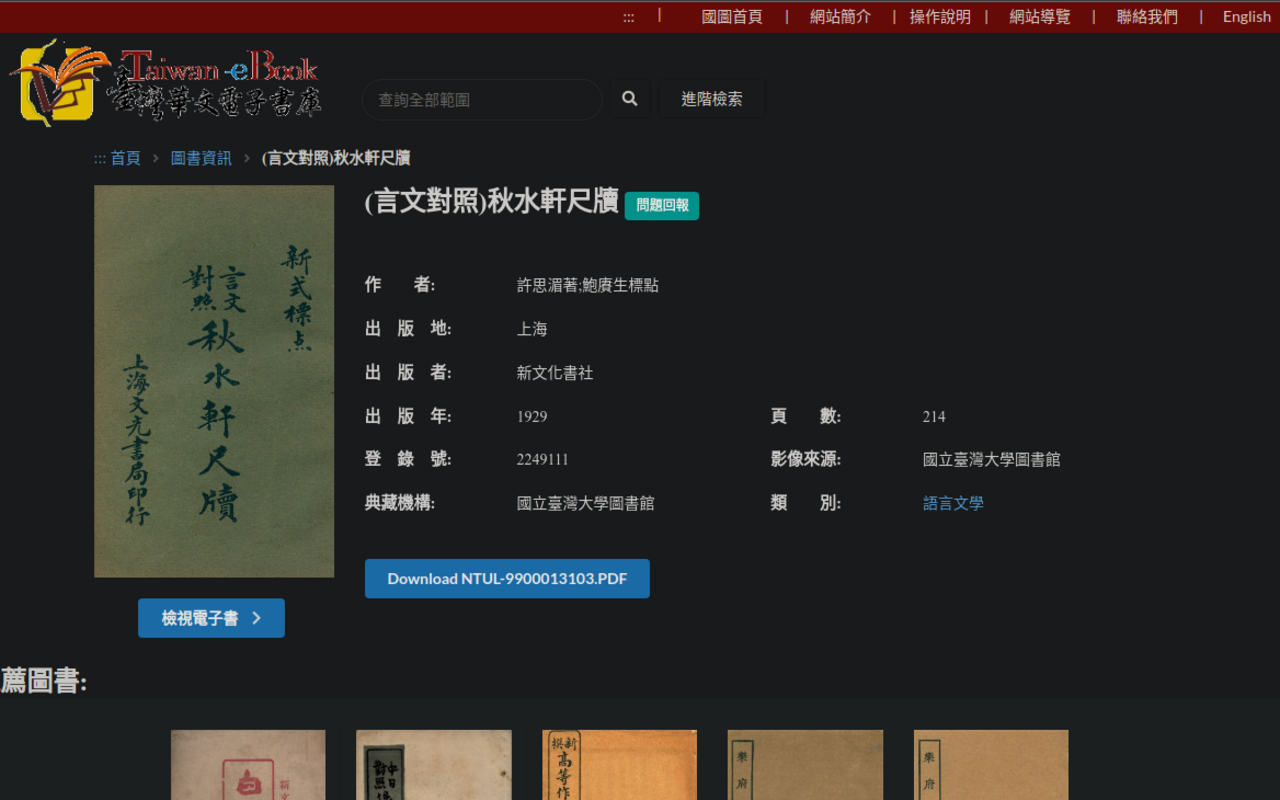 :::　|　國圖首頁　|　網站簡介　|　操作說明　|　網站導覽　|　聯絡我們　|　English
Taiwan eBook
臺灣華文電子書庫
查詢全部範圍
進階檢索
::: 首頁 > 圖書資訊 > (言文對照)秋水軒尺牘
新式標点
言文對照
秋水軒尺牘
上海文光書局印行
檢視電子書
(言文對照)秋水軒尺牘 問題回報
作者: 許思湄著;鮑賡生標點
出版地: 上海
出版者: 新文化書社
出版年: 1929 頁數: 214
登錄號: 2249111 影像來源: 國立臺灣大學圖書館
典藏機構: 國立臺灣大學圖書館 類別: 語言文學
Download NTUL-9900013103.PDF
薦圖書:
新文
中日對照
新撰高等作
樂府
樂府